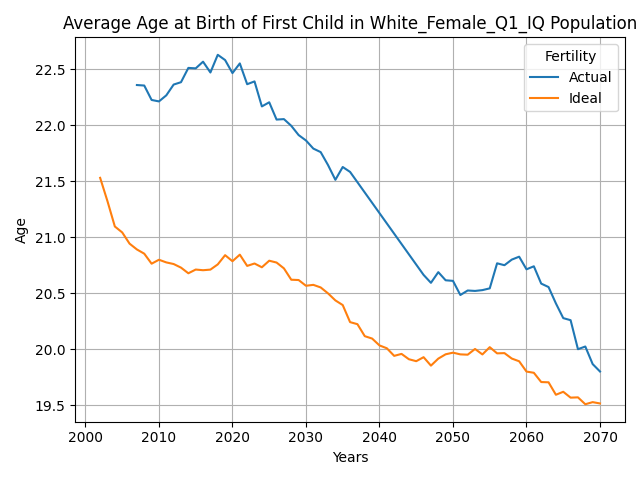 Average Age at Birth of First Child in White_Female_Q1_IQ Population
Fertility
Actual
Ideal
22.5
22.0
21.5
21.0
20.5
20.0
19.5
Age
2000 2010 2020 2030 2040 2050 2060 2070
Years